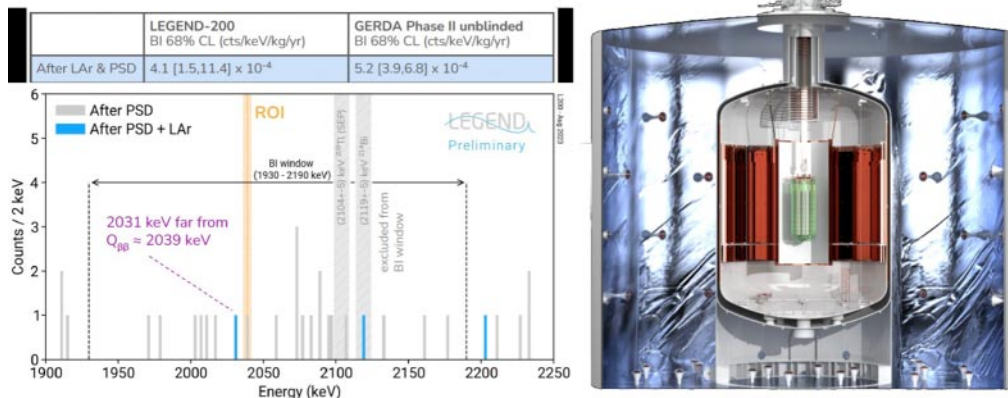 LEGEND-200 GERDA Phase II unblinded
BI 68% CL (cts/keV/kg/yr) BI 68% CL (cts/keV/kg/yr)
After LAr & PSD 4.1 [1.5,11.4] x 10⁻⁴ 5.2 [3.9,6.8] x 10⁻⁴
After PSD
After PSD + LAr
ROI
LEGEND
Preliminary
L200 - Aug 2023
BI window
(1930 - 2190 keV)
(2104+-5) keV ²⁰⁸Tl (SEP)
(2119+-5) keV ²¹⁴Bi
excluded from
BI window
2031 keV far from
Qββ ≈ 2039 keV
Counts / 2 keV
6
5
4
3
2
1
0
1900 1950 2000 2050 2100 2150 2200 2250
Energy (keV)